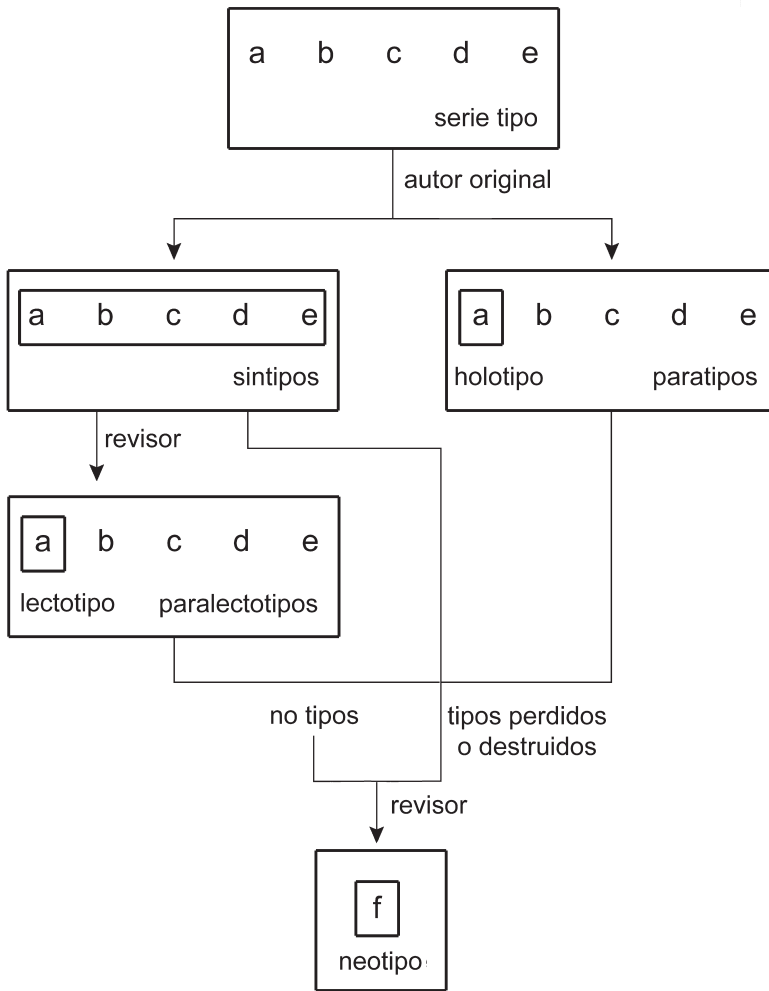 a b c d e
serie tipo
autor original
a b c d e
sintipos
a b c d e
holotipo paratipos
revisor
a b c d e
lectotipo paralectotipos
no tipos
tipos perdidos
o destruidos
revisor
f
neotipo